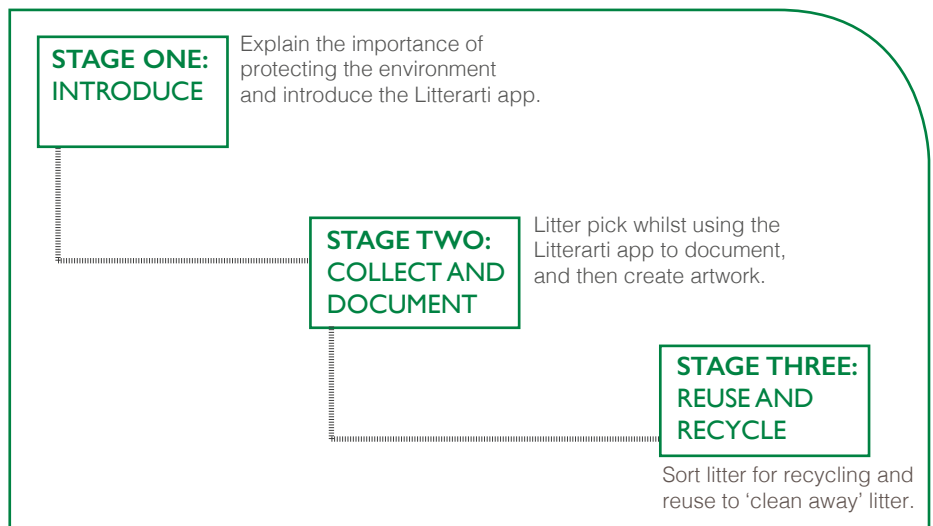 STAGE ONE:
INTRODUCE
Explain the importance of
protecting the environment
and introduce the Litterarti app.
STAGE TWO:
COLLECT AND
DOCUMENT
Litter pick whilst using the
Litterarti app to document,
and then create artwork.
STAGE THREE:
REUSE AND
RECYCLE
Sort litter for recycling and
reuse to ‘clean away’ litter.